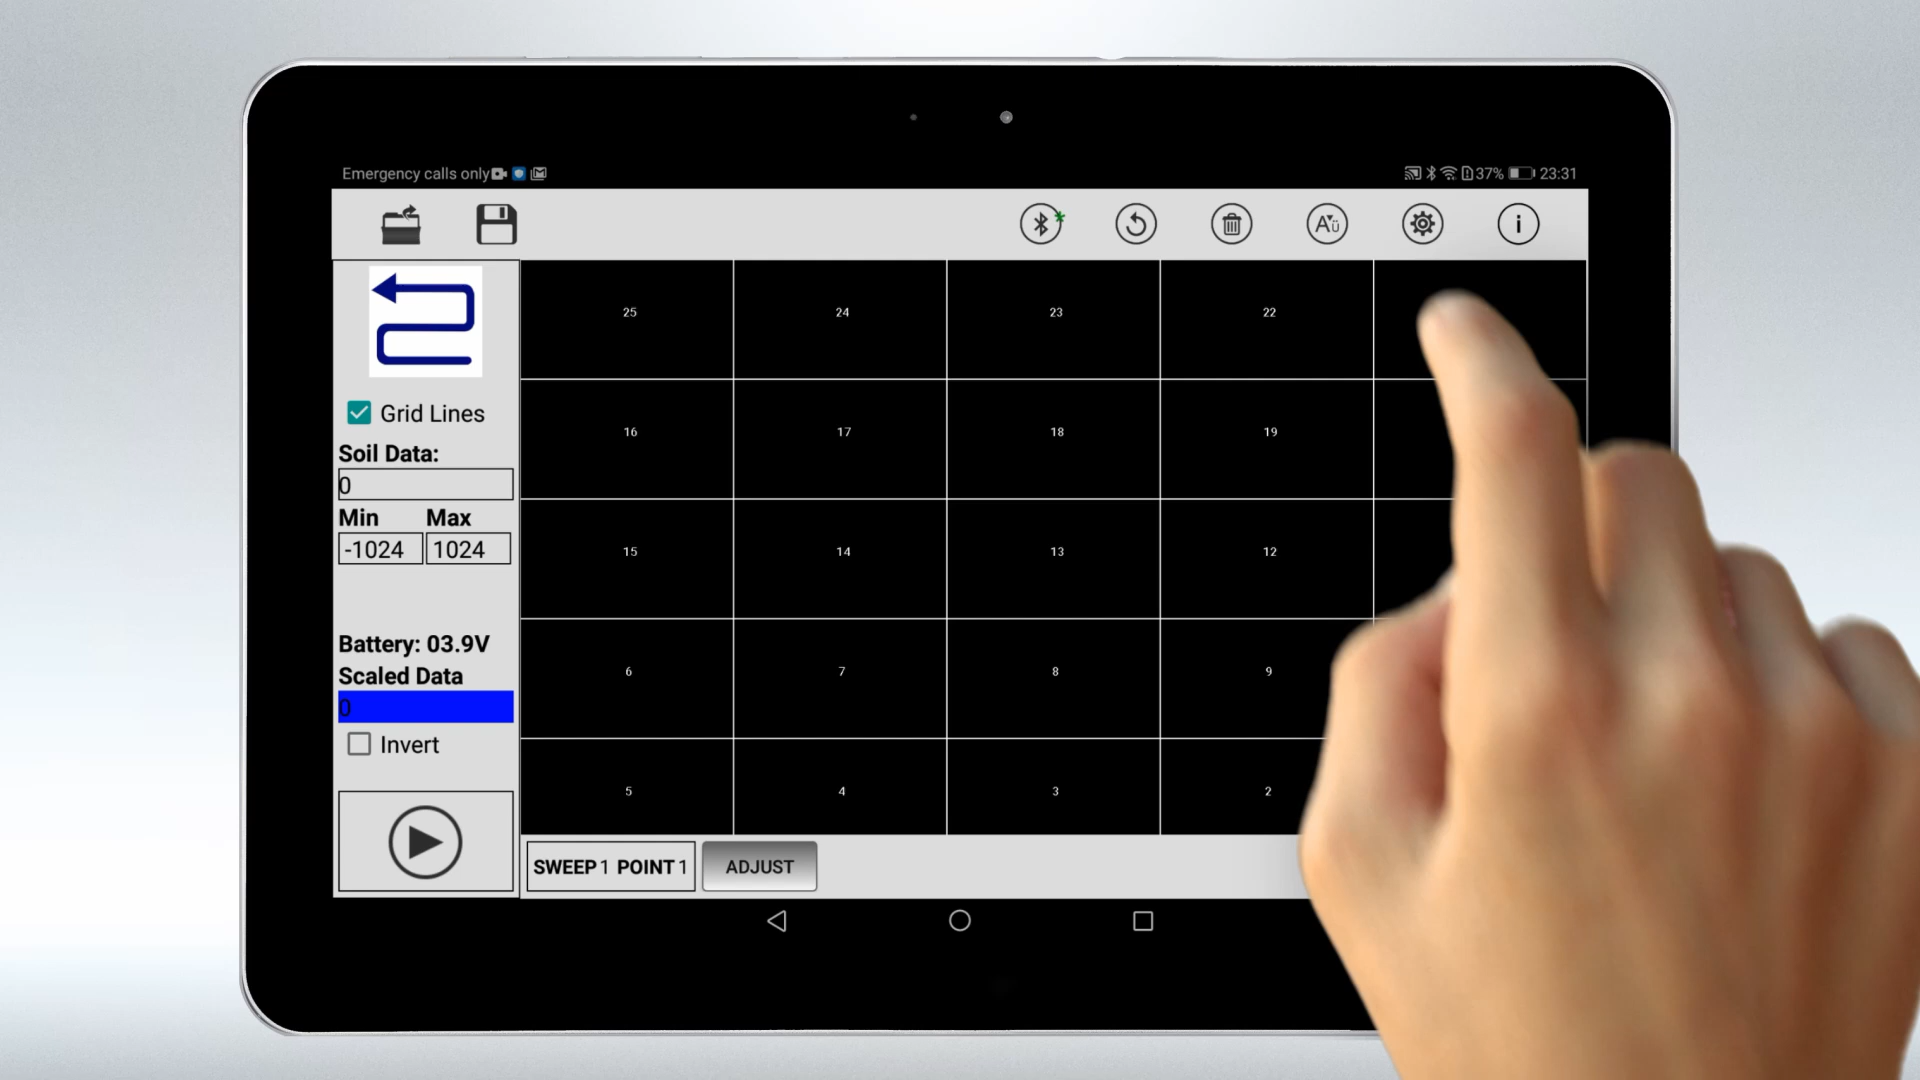 Emergency calls only
37% 23:31
Aü
i
25 24 23 22
Grid Lines
16 17 18 19
Soil Data:
0
Min Max
-1024 1024
15 14 13 12
Battery: 03.9V
6 7 8 9
Scaled Data
0
Invert
5 4 3 2
SWEEP 1 POINT 1
ADJUST